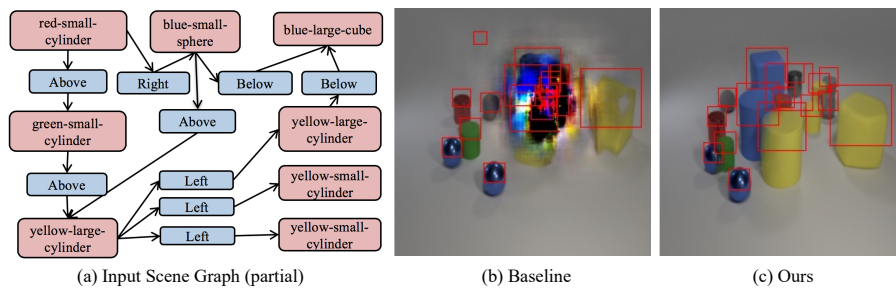 red-small-
cylinder
blue-small-
sphere
blue-large-cube
Above
Right
Below
Below
green-small-
cylinder
Above
yellow-large-
cylinder
Above
Left
yellow-small-
cylinder
Left
yellow-large-
cylinder
Left
yellow-small-
cylinder
(a) Input Scene Graph (partial)
(b) Baseline
(c) Ours